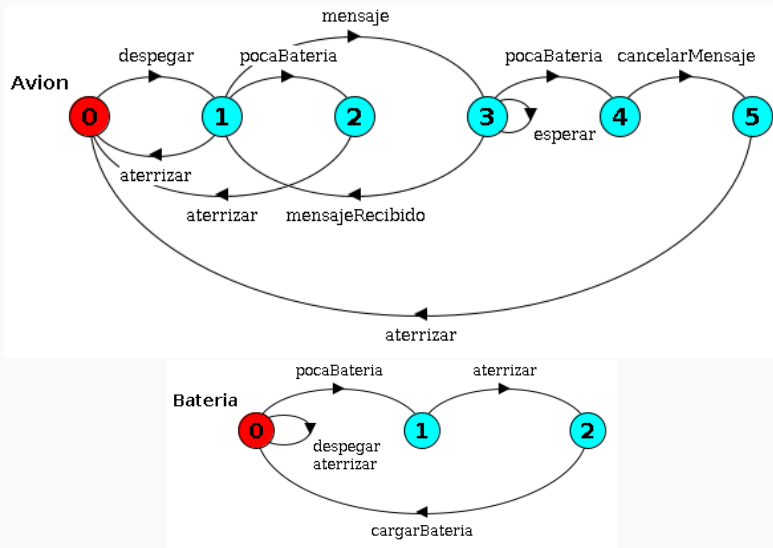 mensaje
despegar
pocaBateria
pocaBateria
cancelarMensaje
Avion
0
1
2
3
4
5
esperar
aterrizar
aterrizar
mensajeRecibido
aterrizar
pocaBateria
aterrizar
Bateria
0
1
2
despegar
aterrizar
cargarBateria